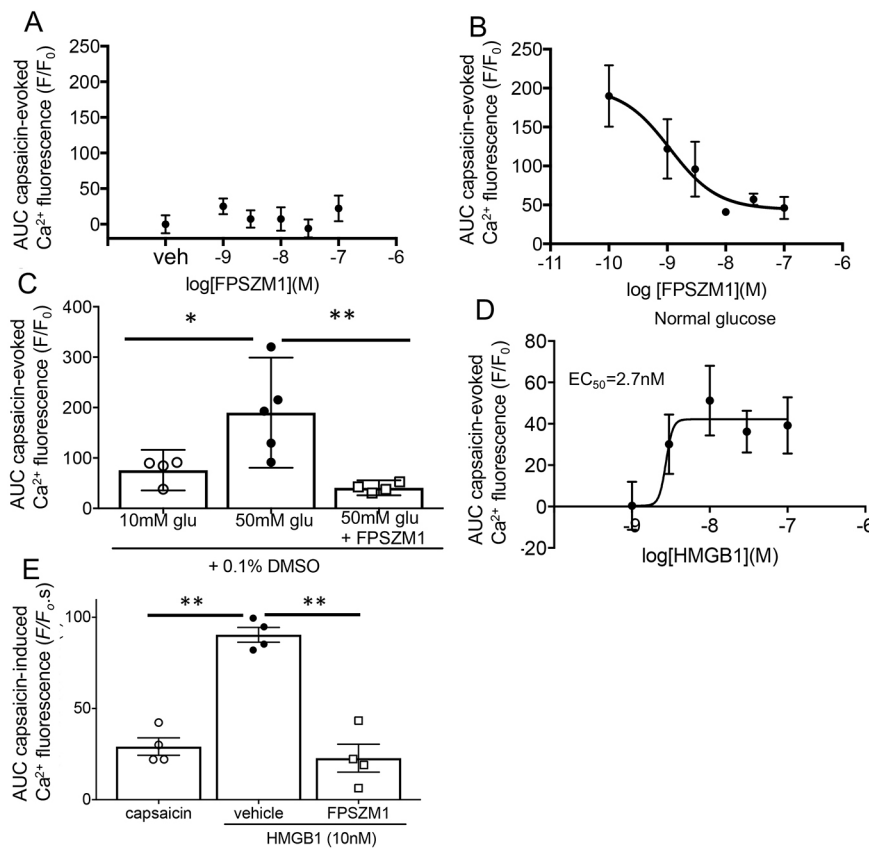 A
AUC capsaicin-evoked
Ca²⁺ fluorescence (F/F₀)
250
200
150
100
50
0
veh
-9
-8
-7
-6
log[FPSZM1](M)
B
AUC capsaicin-evoked
Ca²⁺ fluorescence (F/F₀)
250
200
150
100
50
0
-11
-10
-9
-8
-7
-6
log [FPSZM1](M)
C
AUC capsaicin-evoked
Ca²⁺ fluorescence (F/F₀)
400
300
200
100
0
*
**
10mM glu
50mM glu
50mM glu
+ FPSZM1
+ 0.1% DMSO
D
Normal glucose
AUC capsaicin-evoked
Ca²⁺ fluorescence (F/F₀)
80
60
40
20
0
-20
EC₅₀=2.7nM
-9
-8
-7
-6
log[HMGB1](M)
E
AUC capsaicin-induced
Ca²⁺ fluorescence (F/F₀.s)
100
50
0
**
**
capsaicin
vehicle
FPSZM1
HMGB1 (10nM)